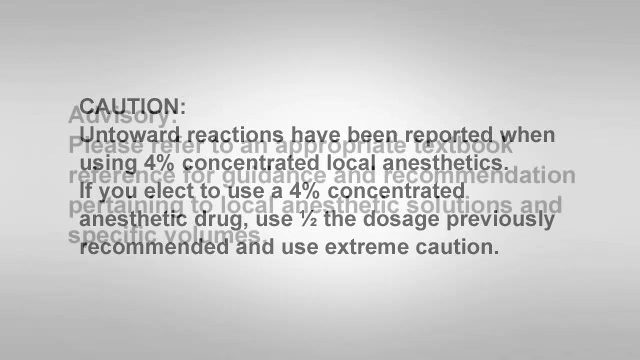 CAUTION:
Untoward reactions have been reported when
using 4% concentrated local anesthetics.
If you elect to use a 4% concentrated
anesthetic drug, use ½ the dosage previously
recommended and use extreme caution.
Advisory:
Please refer to an appropriate textbook
reference for guidance and recommendation
pertaining to local anesthetic solutions and
specific volumes.